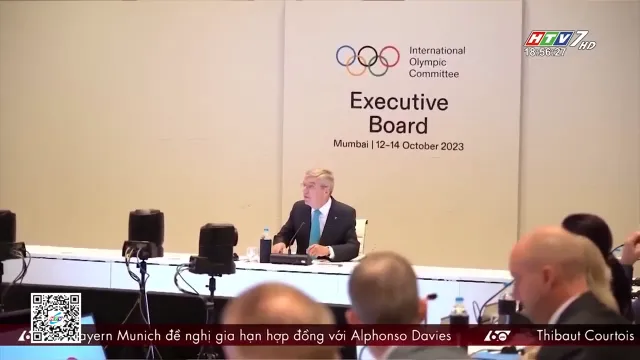 HTV7 HD
18:56:27
International
Olympic
Committee
Executive
Board
Mumbai | 12-14 October 2023
ayern Munich đề nghị gia hạn hợp đồng với Alphonso Davies
Thibaut Courtois